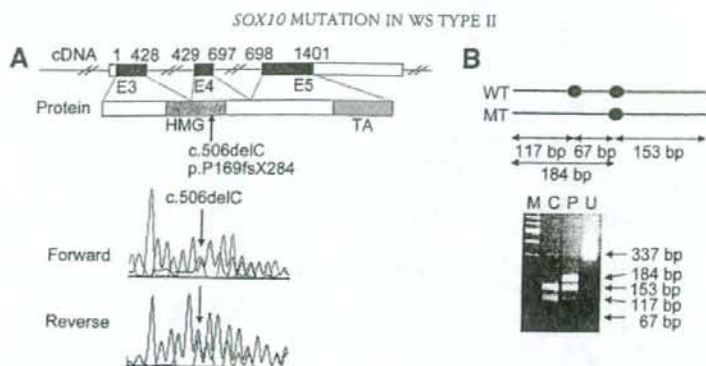 SOX10 MUTATION IN WS TYPE II
A
cDNA 1 428 429 697 698 1401
E3 E4 E5
Protein
HMG TA
c.506delC
p.P169fsX284
c.506delC
Forward
Reverse
B
WT
MT
117 bp 67 bp 153 bp
184 bp
M C P U
337 bp
184 bp
153 bp
117 bp
67 bp